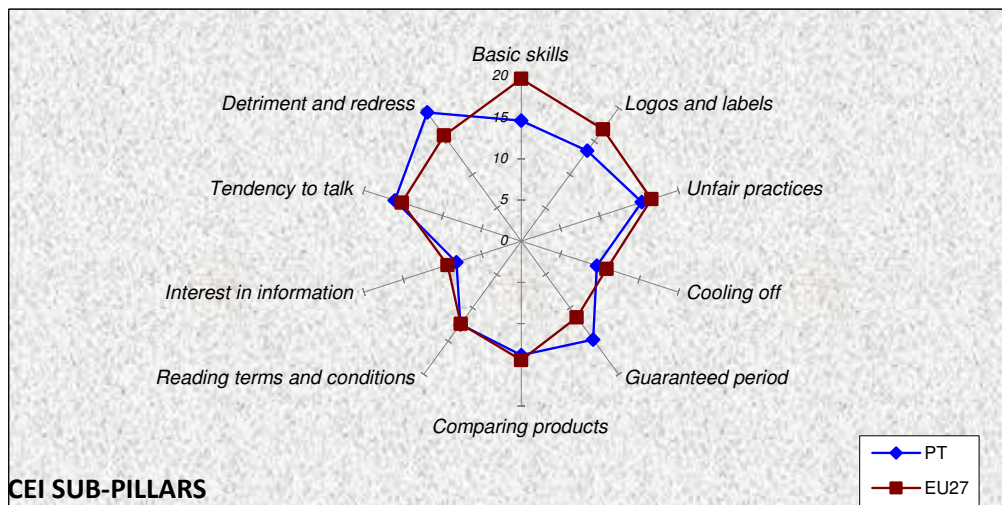 Basic skills
20
Detriment and redress
Logos and labels
15
10
Tendency to talk
Unfair practices
5
0
Interest in information
Cooling off
Reading terms and conditions
Guaranteed period
Comparing products
PT
EU27
CEI SUB-PILLARS